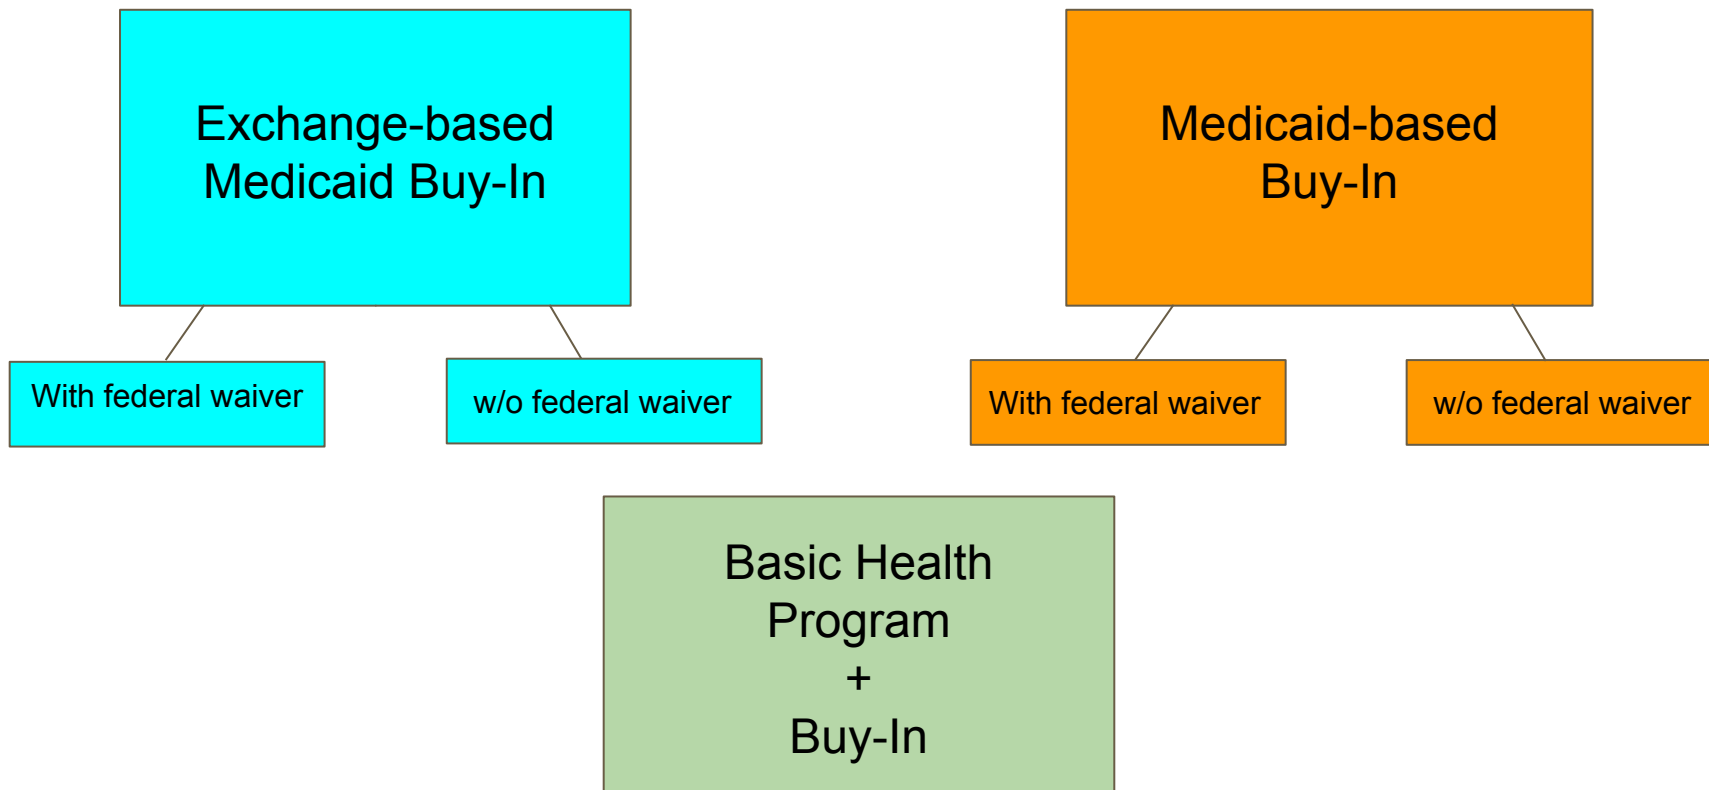 Exchange-based
Medicaid Buy-In
With federal waiver
w/o federal waiver
Medicaid-based
Buy-In
With federal waiver
w/o federal waiver
Basic Health
Program
+
Buy-In